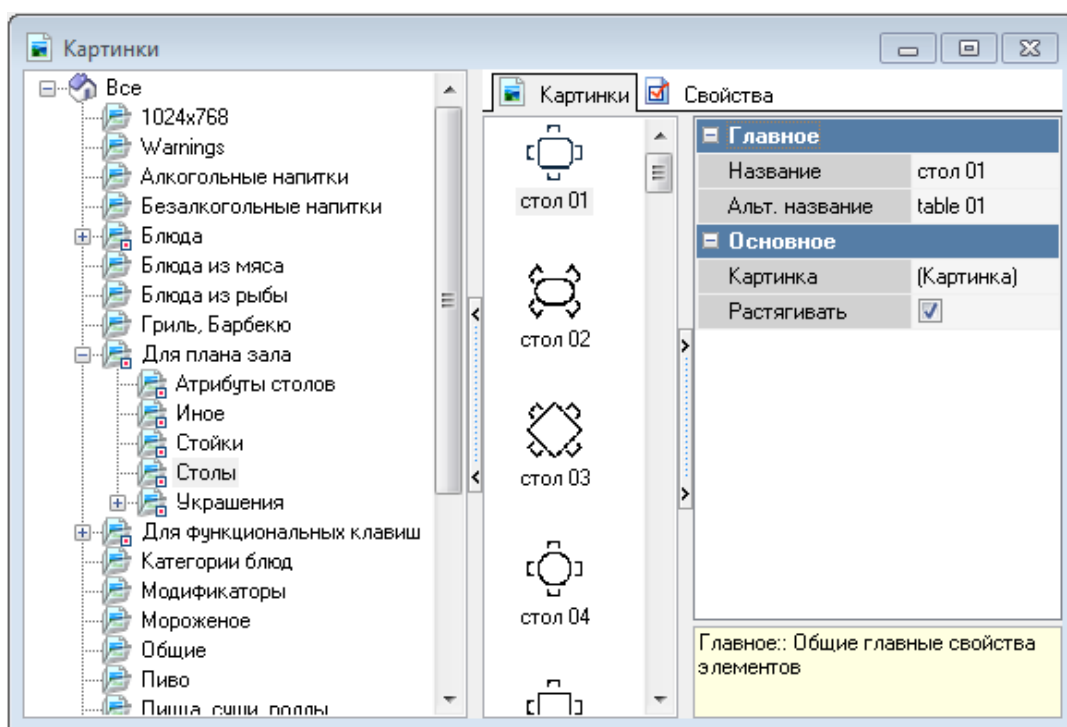 Картинки
Все
1024x768
Warnings
Алкогольные напитки
Безалкогольные напитки
Блюда
Блюда из мяса
Блюда из рыбы
Гриль, Барбекю
Для плана зала
Атрибуты столов
Иное
Стойки
Столы
Украшения
Для функциональных клавиш
Категории блюд
Модификаторы
Мороженое
Общие
Пиво
Пицца, суши, роллы
Картинки
Свойства
стол 01
стол 02
стол 03
стол 04
Главное
Название стол 01
Альт. название table 01
Основное
Картинка (Картинка)
Растягивать
Главное:: Общие главные свойства
элементов